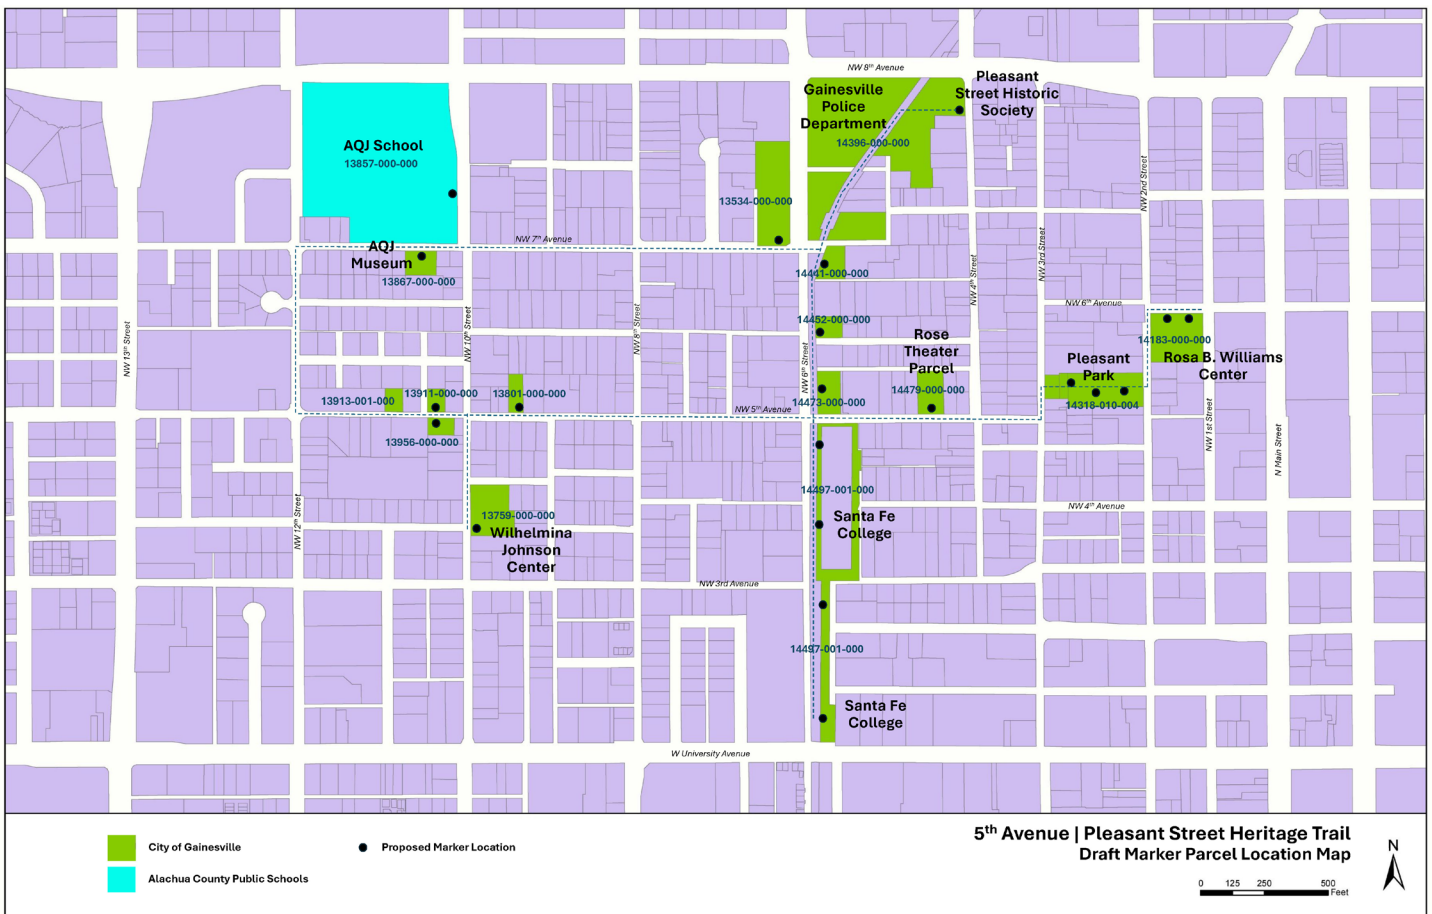 NW 8th Avenue
Gainesville
Police
Department
14396-000-000
Pleasant
Street Historic
Society
AQJ School
13857-000-000
NW 2nd Street
13534-000-000
NW 7th Avenue
AQJ
Museum
13867-000-000
14441-000-000
NW 4th Street
NW 3rd Street
NW 6th Avenue
NW 13th Street
NW 10th Street
NW 8th Street
14452-000-000
NW 6th Street
Rose
Theater
Parcel
14479-000-000
14183-000-000
Rosa B. Williams
Center
Pleasant
Park
14318-010-004
13913-001-000
13911-000-000
13801-000-000
NW 5th Avenue
14473-000-000
13956-000-000
NW 1st Street
N Main Street
14497-001-000
NW 12th Street
13759-000-000
Wilhelmina
Johnson
Center
Santa Fe
College
NW 4th Avenue
NW 3rd Avenue
14497-001-000
Santa Fe
College
W University Avenue
City of Gainesville
Proposed Marker Location
Alachua County Public Schools
5th Avenue | Pleasant Street Heritage Trail
Draft Marker Parcel Location Map
N
0 125 250 500
Feet